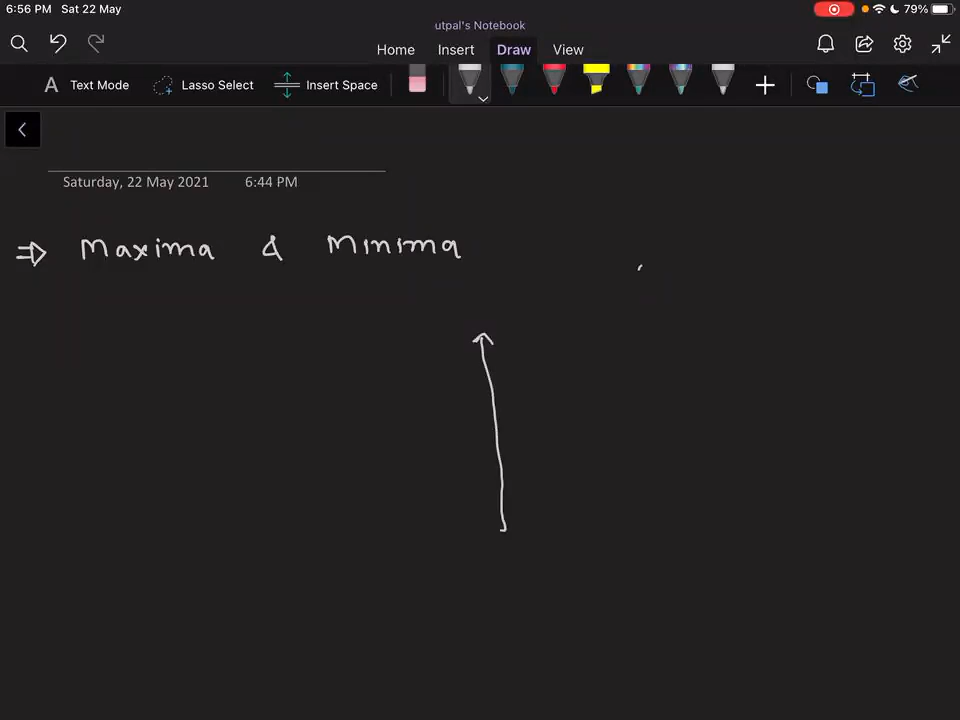 6:56 PM Sat 22 May 79%
utpal's Notebook
Home Insert Draw View
Text Mode Lasso Select Insert Space
Saturday, 22 May 2021 6:44 PM
⇒ Maxima & Minima